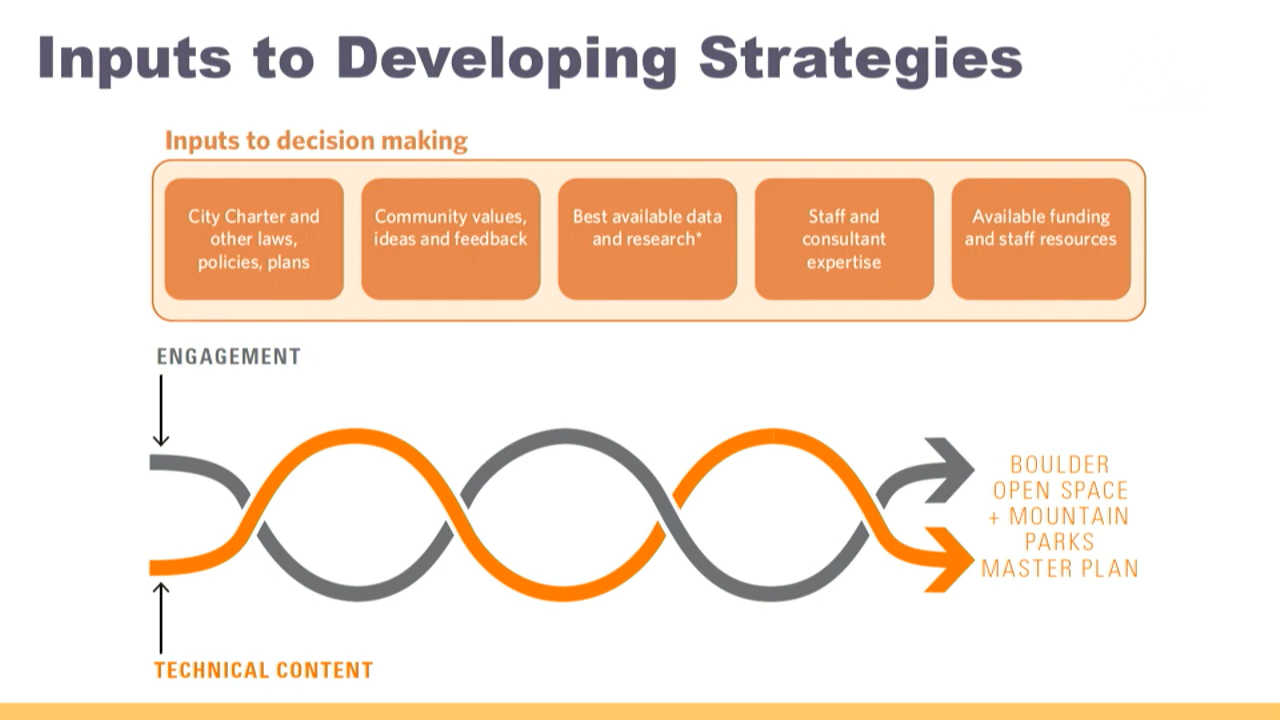 Inputs to Developing Strategies
Inputs to decision making
City Charter and
other laws,
policies, plans
Community values,
ideas and feedback
Best available data
and research*
Staff and
consultant
expertise
Available funding
and staff resources
ENGAGEMENT
BOULDER
OPEN SPACE
+ MOUNTAIN
PARKS
MASTER PLAN
TECHNICAL CONTENT